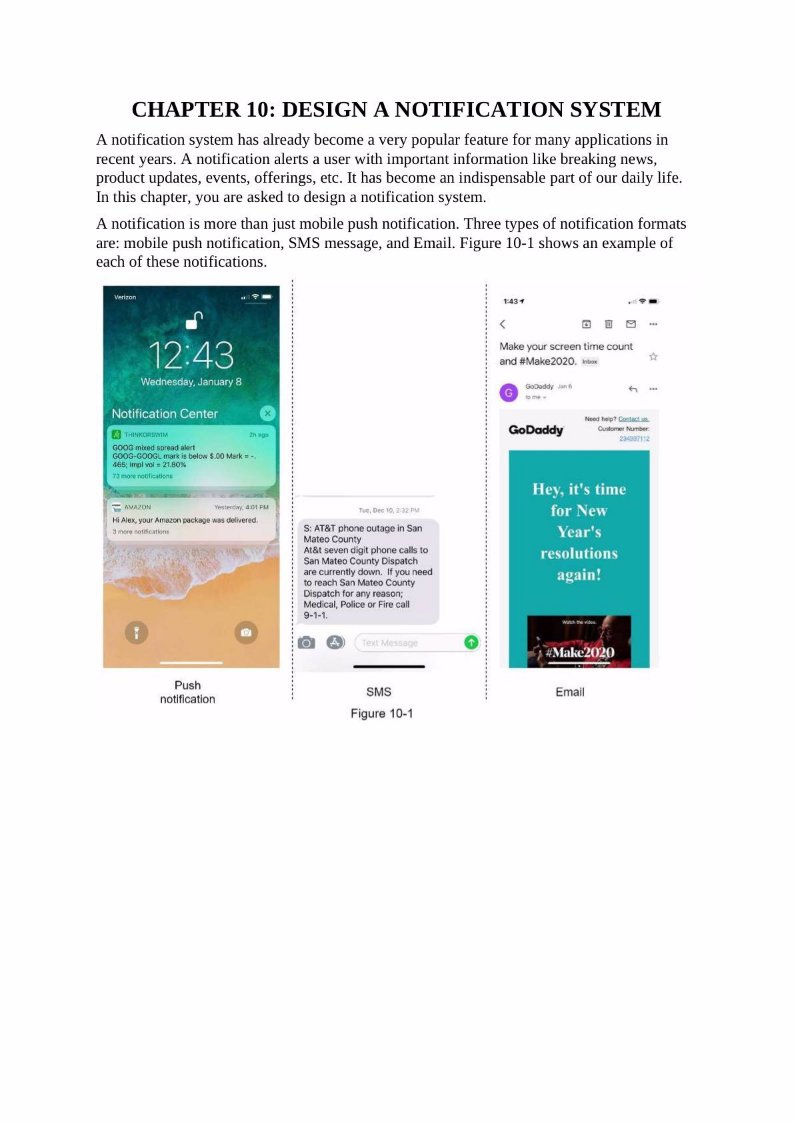 CHAPTER 10: DESIGN A NOTIFICATION SYSTEM
A notification system has already become a very popular feature for many applications in
recent years. A notification alerts a user with important information like breaking news,
product updates, events, offerings, etc. It has become an indispensable part of our daily life.
In this chapter, you are asked to design a notification system.
A notification is more than just mobile push notification. Three types of notification formats
are: mobile push notification, SMS message, and Email. Figure 10-1 shows an example of
each of these notifications.
Verizon
12:43
Wednesday, January 8
Notification Center
THINKORSWIM 2h ago
GOOG mixed spread alert
GOOG-GOOGL mark is below $.00 Mark = -.
465; impl vol = 21.80%
73 more notifications
AMAZON Yesterday, 4:01 PM
Hi Alex, your Amazon package was delivered.
3 more notifications
Push
notification
Tue, Dec 10, 2:32 PM
S: AT&T phone outage in San
Mateo County
At&t seven digit phone calls to
San Mateo County Dispatch
are currently down. If you need
to reach San Mateo County
Dispatch for any reason;
Medical, Police or Fire call
9-1-1.
Text Message
SMS
1:43
Make your screen time count
and #Make2020. Inbox
G
GoDaddy Jan 6
to me
GoDaddy
Need help? Contact us.
Customer Number:
234337112
Hey, it's time
for New
Year's
resolutions
again!
Watch the video.
#Make2020
Email
Figure 10-1